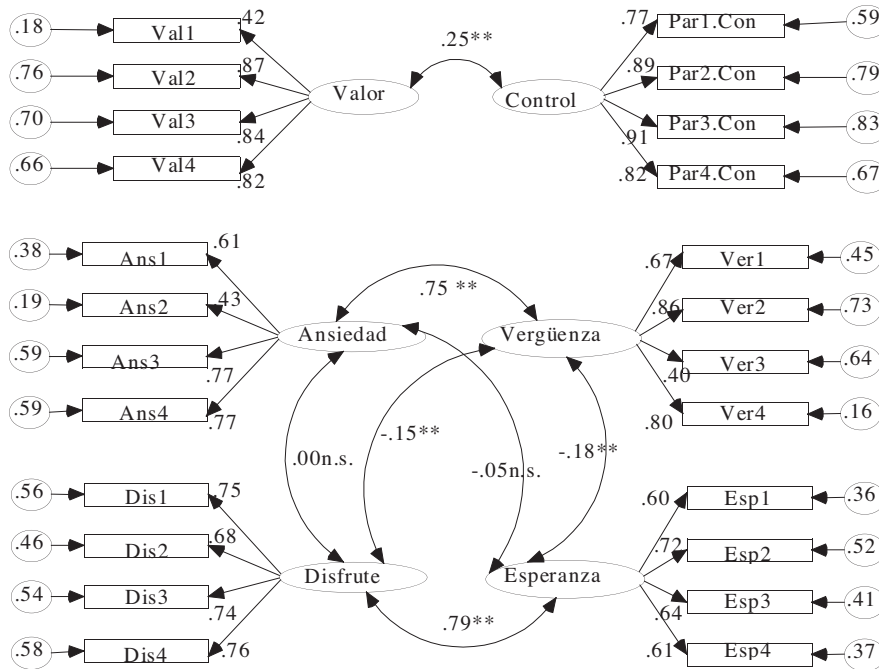 .18 Val1 .42 .77 Par1.Con .59
.25**
.76 Val2 .87 .89 Par2.Con .79
Valor Control
.70 Val3 .84 .91 Par3.Con .83
.66 Val4 .82 .82 Par4.Con .67
.38 Ans1 .61 .67 Ver1 .45
.75 **
.19 Ans2 .43 .86 Ver2 .73
Ansiedad Vergüenza
.59 Ans3 .77 .40 Ver3 .64
.59 Ans4 .77 .80 Ver4 .16
.00n.s. -.15** -.05n.s. -.18**
.56 Dis1 .75 .60 Esp1 .36
.46 Dis2 .68 .72 Esp2 .52
Disfrute Esperanza
.54 Dis3 .74 .64 Esp3 .41
.79**
.58 Dis4 .76 .61 Esp4 .37